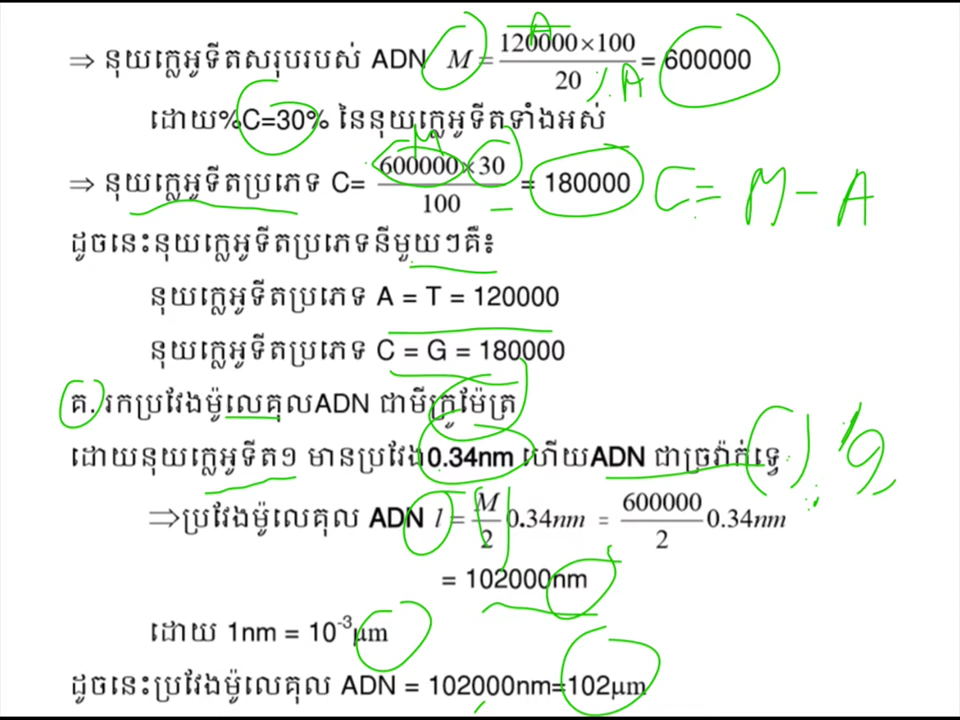 ⇒ នុយក្លេអូទីតសរុបរបស់ ADN M = 120000×100 / 20 = 600000
A
% A
ដោយ%C=30% នៃនុយក្លេអូទីតទាំងអស់
M
⇒ នុយក្លេអូទីតប្រភេទ C= 600000×30 / 100 = 180000 C = M - A
ដូចនេះនុយក្លេអូទីតប្រភេទនីមួយៗគឺ៖
នុយក្លេអូទីតប្រភេទ A = T = 120000
នុយក្លេអូទីតប្រភេទ C = G = 180000
គ. រកប្រវែងម៉ូលេគុលADN ជាមីក្រូម៉ែត្រ
ដោយនុយក្លេអូទីត១ មានប្រវែង0.34nm ហើយADN ជាច្រវ៉ាក់ទ្វេ
⇒ប្រវែងម៉ូលេគុល ADN l = M/2 0.34nm = 600000/2 0.34nm
= 102000nm
ដោយ 1nm = 10⁻³μm
ដូចនេះប្រវែងម៉ូលេគុល ADN = 102000nm=102μm